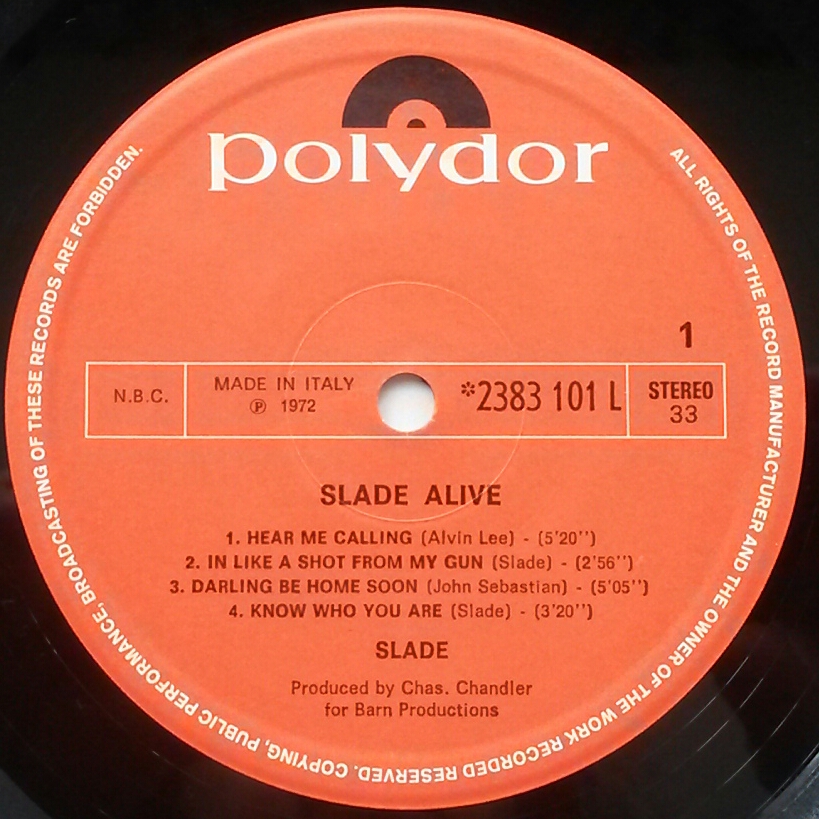 polydor
ALL RIGHTS OF THE RECORD MANUFACTURER AND THE OWNER OF THE WORK RECORDED RESERVED. COPYING, PUBLIC PERFORMANCE, BROADCASTING OF THESE RECORDS ARE FORBIDDEN.
1
N.B.C.
MADE IN ITALY
℗ 1972
*2383 101 L
STEREO
33
SLADE ALIVE
1. HEAR ME CALLING (Alvin Lee) - (5'20'')
2. IN LIKE A SHOT FROM MY GUN (Slade) - (2'56'')
3. DARLING BE HOME SOON (John Sebastian) - (5'05'')
4. KNOW WHO YOU ARE (Slade) - (3'20'')
SLADE
Produced by Chas. Chandler
for Barn Productions